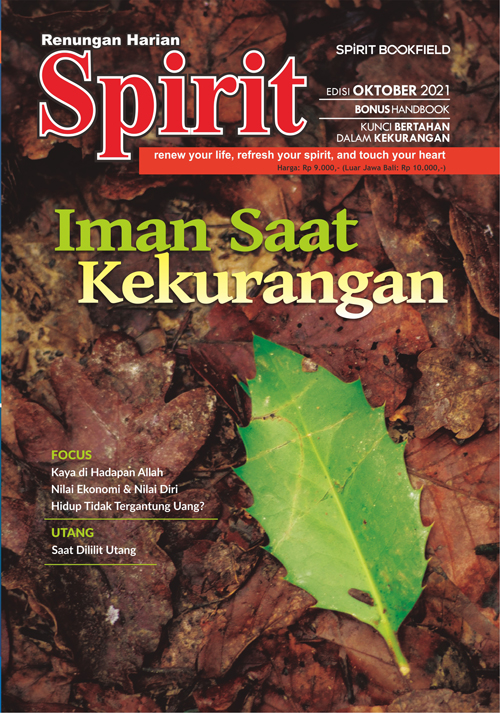 Renungan Harian
Spirit
SPiRiT BOOKFIELD
EDISI OKTOBER 2021
BONUS HANDBOOK
KUNCI BERTAHAN
DALAM KEKURANGAN
renew your life, refresh your spirit, and touch your heart
Harga: Rp 9.000,- (Luar Jawa Bali: Rp 10.000,-)
Iman Saat
Kekurangan
FOCUS
Kaya di Hadapan Allah
Nilai Ekonomi & Nilai Diri
Hidup Tidak Tergantung Uang?
UTANG
Saat Dililit Utang